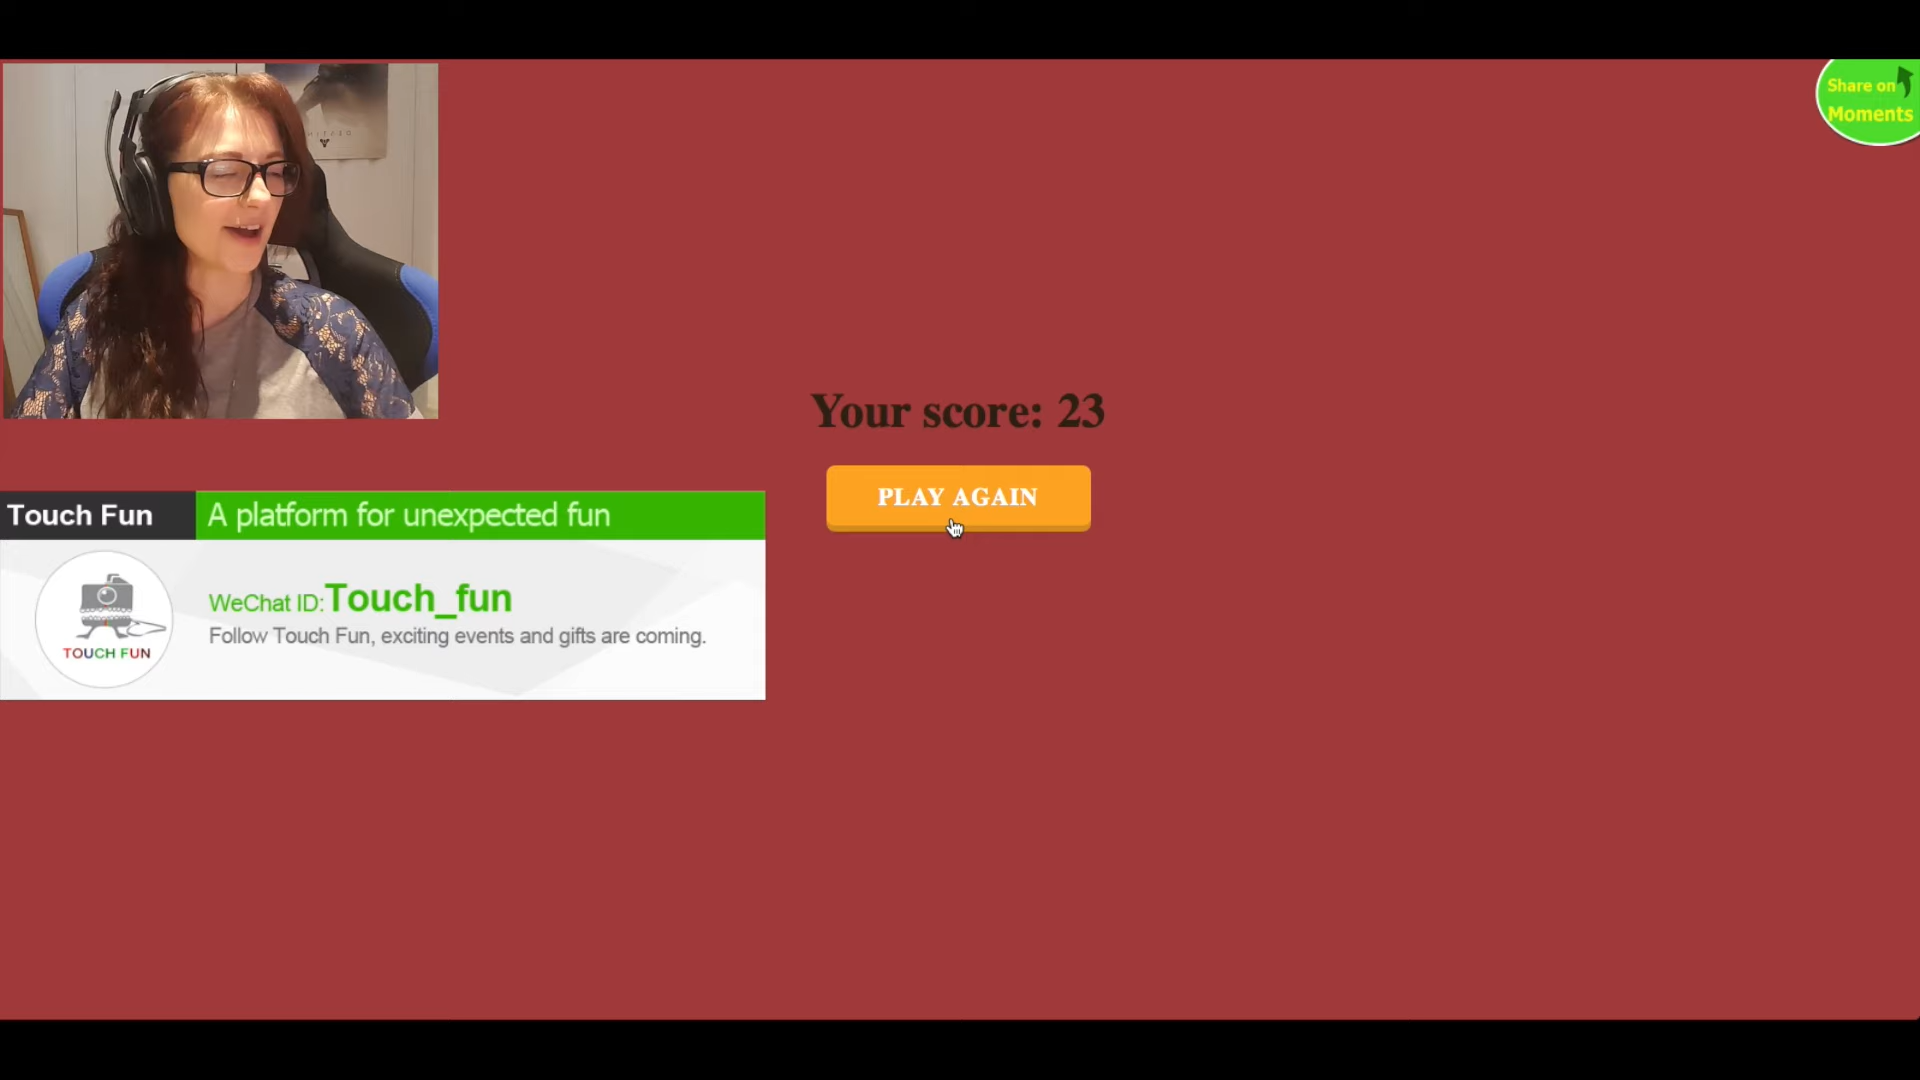 Share on
Moments
Your score: 23
PLAY AGAIN
Touch Fun
A platform for unexpected fun
WeChat ID:Touch_fun
Follow Touch Fun, exciting events and gifts are coming.
TOUCH FUN